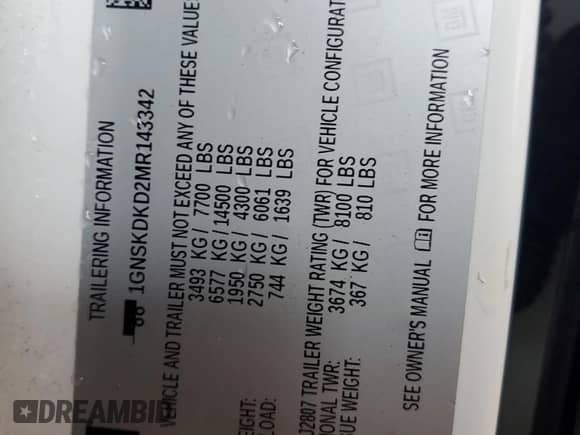 TRAILERING INFORMATION
1GNSKDKD2MR143342
VEHICLE AND TRAILER MUST NOT EXCEED ANY OF THESE VALUE
3493 KG / 7700 LBS
6577 KG / 14500 LBS
1950 KG / 4300 LBS
EIGHT: 2750 KG / 6061 LBS
LOAD: 744 KG / 1639 LBS
J2807 TRAILER WEIGHT RATING (TWR) FOR VEHICLE CONFIGURAT
ONAL TWR: 3674 KG / 8100 LBS
UE WEIGHT: 367 KG / 810 LBS
SEE OWNER'S MANUAL FOR MORE INFORMATION
GM
DREAMBID